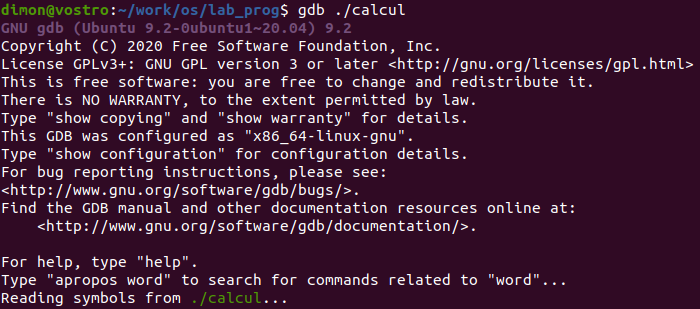 dimon@vostro:~/work/os/lab_prog$ gdb ./calcul
GNU gdb (Ubuntu 9.2-0ubuntu1~20.04) 9.2
Copyright (C) 2020 Free Software Foundation, Inc.
License GPLv3+: GNU GPL version 3 or later <http://gnu.org/licenses/gpl.html>
This is free software: you are free to change and redistribute it.
There is NO WARRANTY, to the extent permitted by law.
Type "show copying" and "show warranty" for details.
This GDB was configured as "x86_64-linux-gnu".
Type "show configuration" for configuration details.
For bug reporting instructions, please see:
<http://www.gnu.org/software/gdb/bugs/>.
Find the GDB manual and other documentation resources online at:
    <http://www.gnu.org/software/gdb/documentation/>.

For help, type "help".
Type "apropos word" to search for commands related to "word"...
Reading symbols from ./calcul...